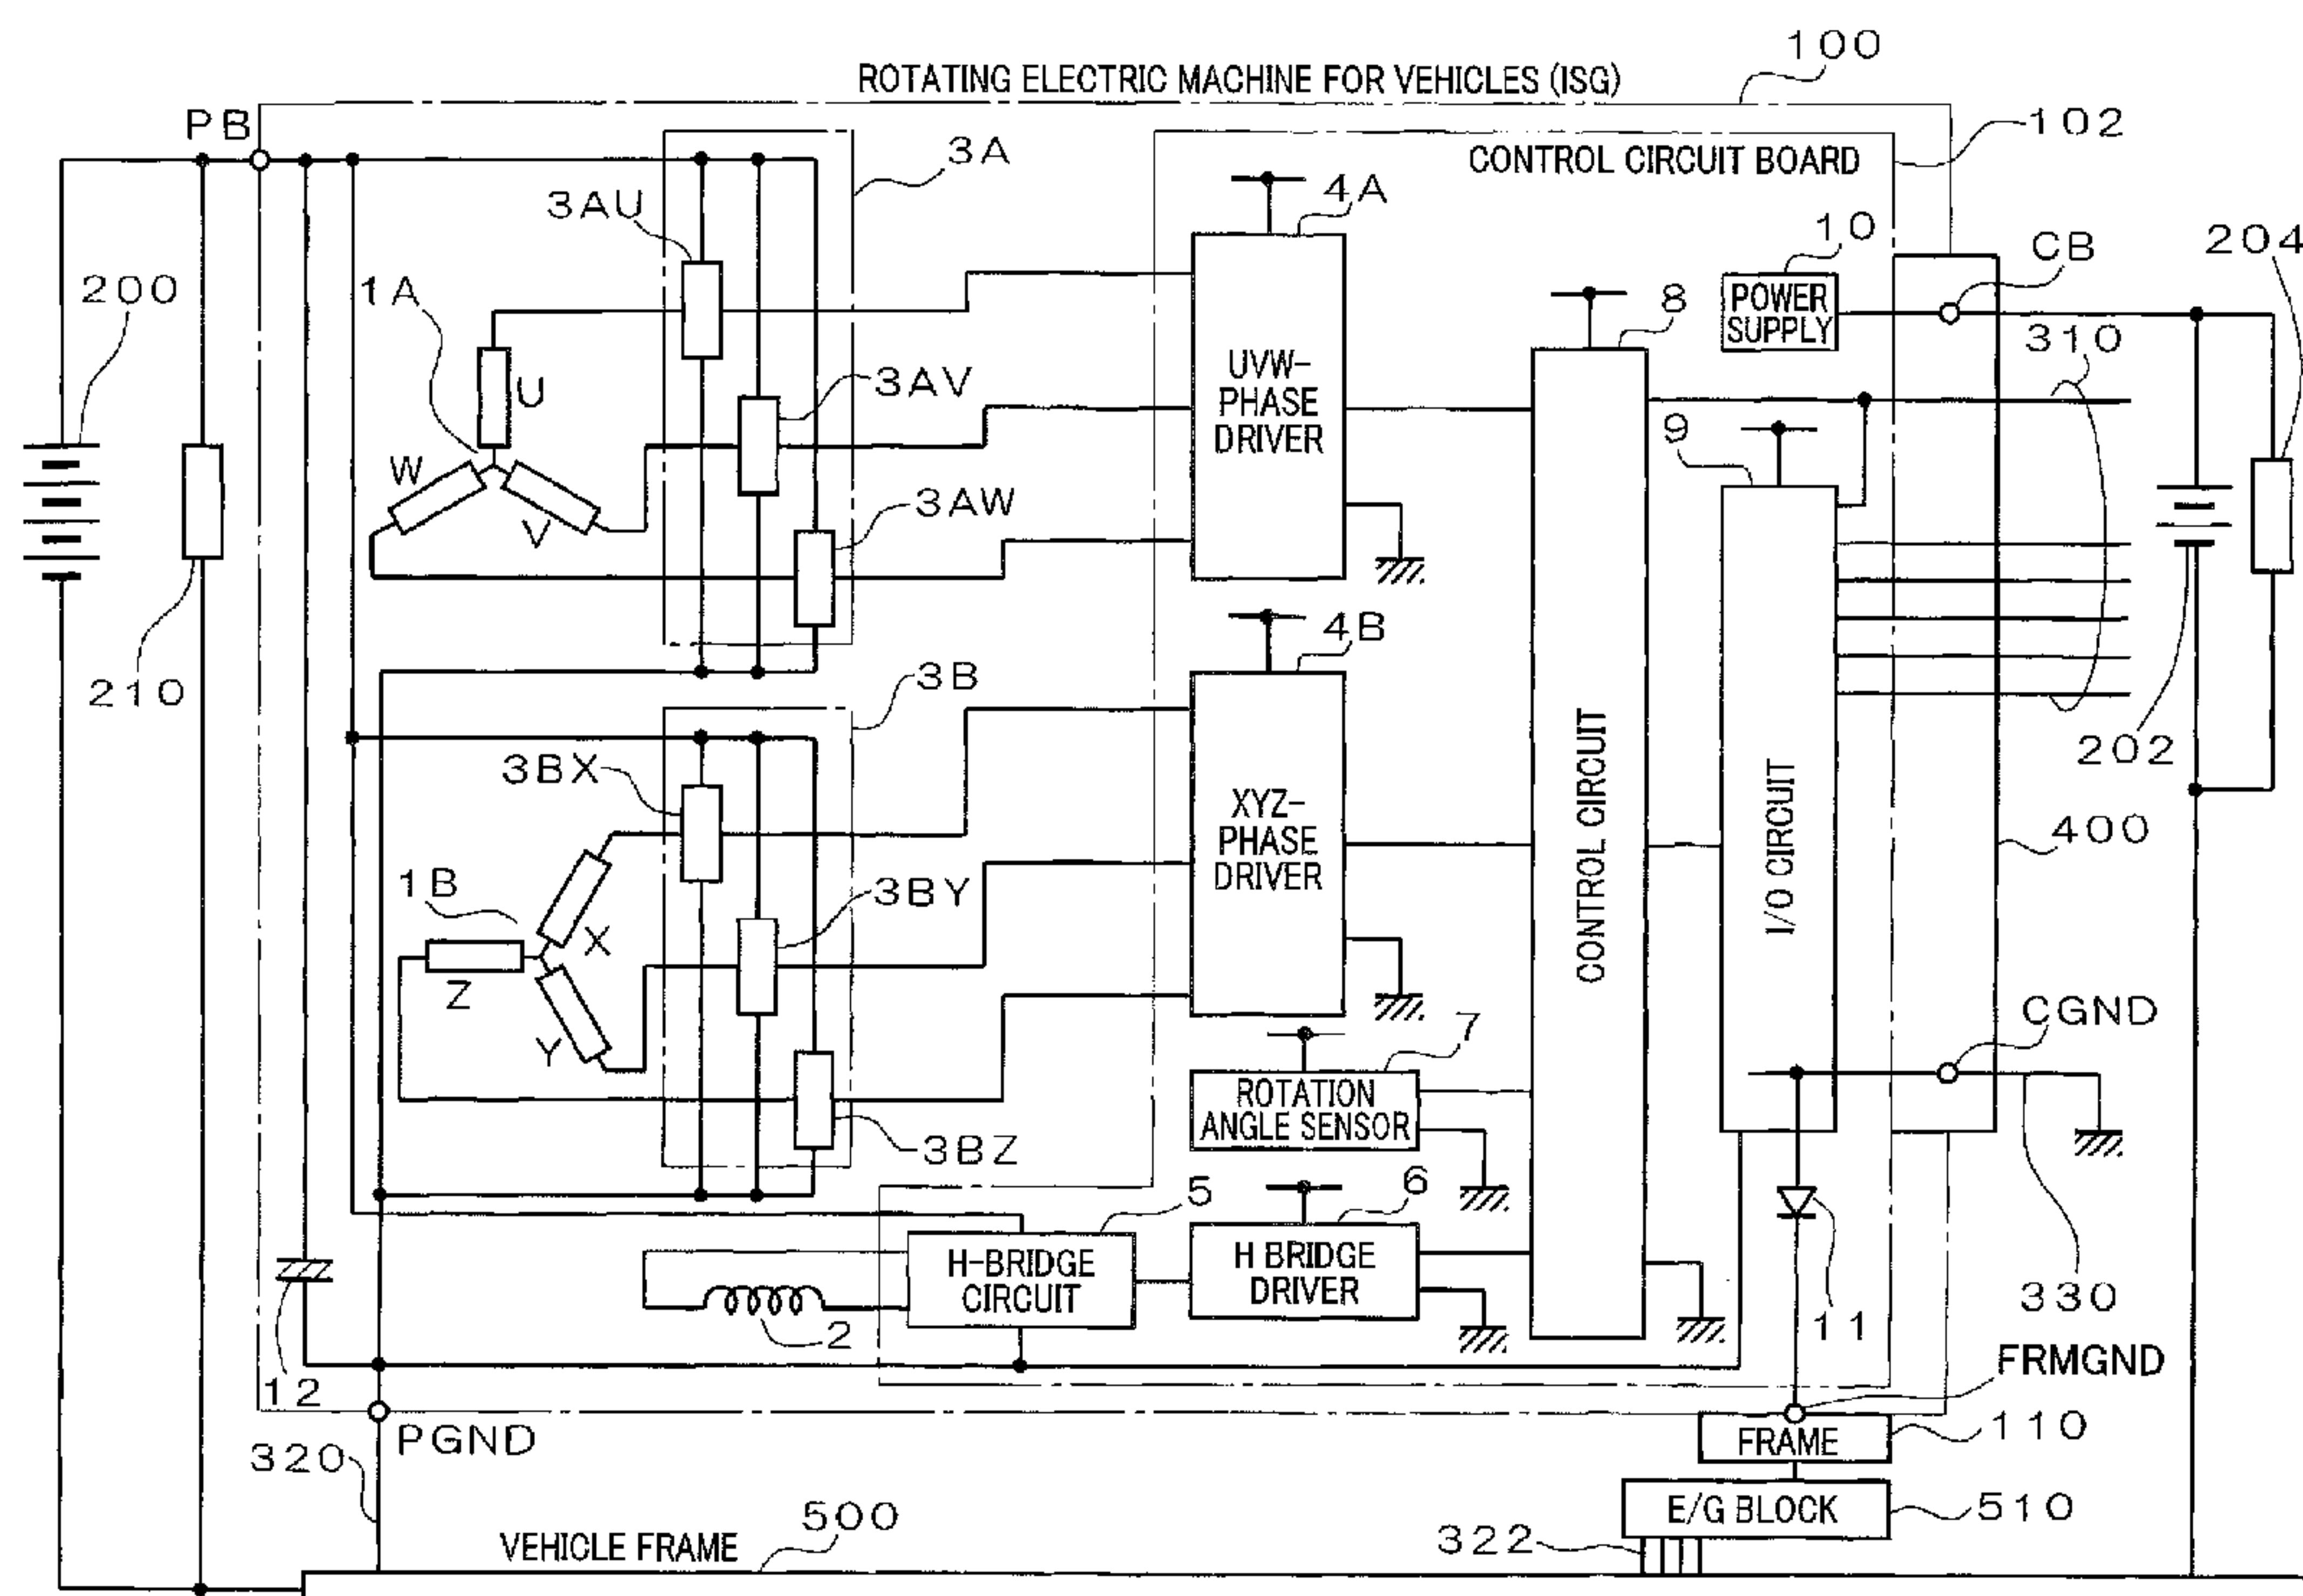 100
ROTATING ELECTRIC MACHINE FOR VEHICLES (ISG)
PB
102
3A
CONTROL CIRCUIT BOARD
3AU
4A
10
CB
204
200
1A
8
POWER
SUPPLY
310
U
3AV
UVW-
PHASE
DRIVER
9
W
V
3AW
210
4B
3B
202
3BX
CONTROL CIRCUIT
I/O CIRCUIT
XYZ-
PHASE
DRIVER
400
1B
3BY
X
Z
Y
CGND
7
ROTATION
ANGLE SENSOR
3BZ
5
6
H-BRIDGE
CIRCUIT
H BRIDGE
DRIVER
330
11
2
12
FRMGND
PGND
FRAME
110
320
E/G BLOCK
510
500
VEHICLE FRAME
322